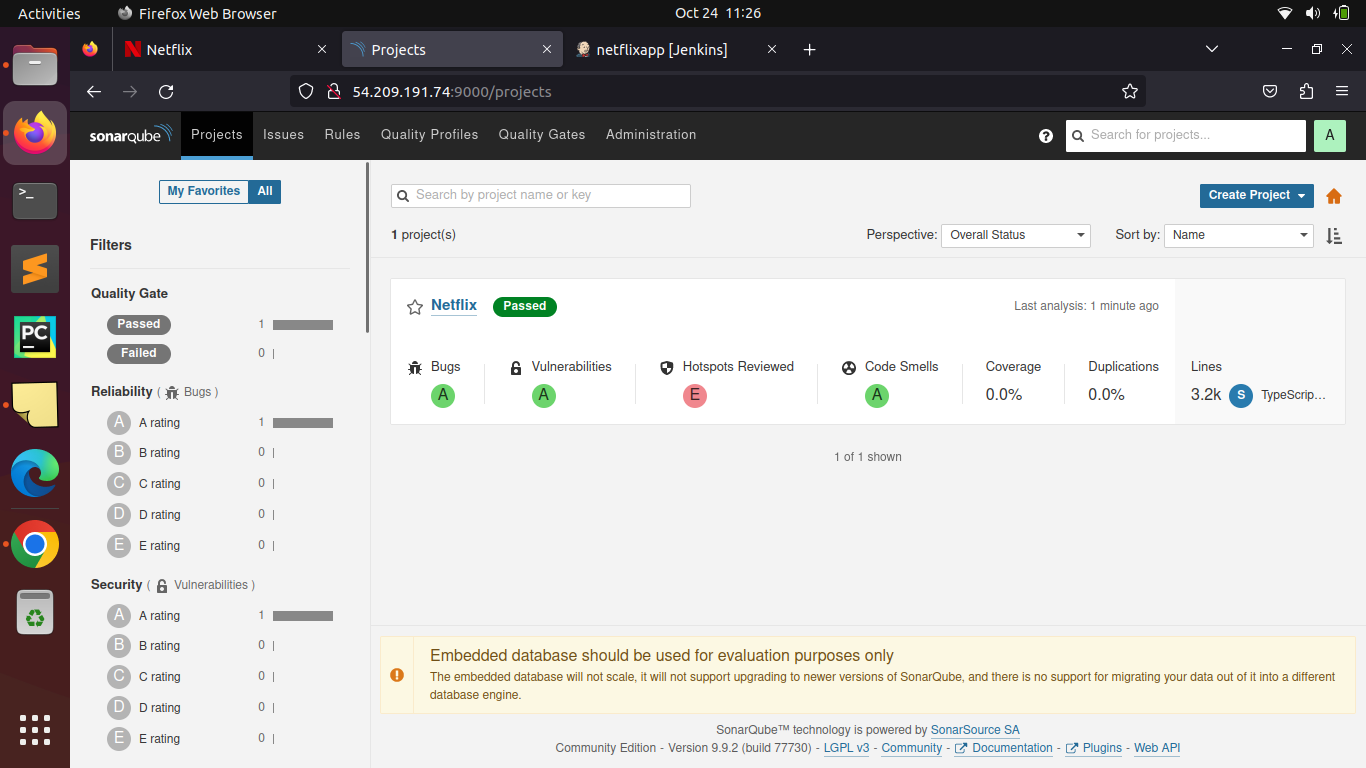 Activities
Firefox Web Browser
Oct 24 11:26
Netflix
Projects
netflixapp [Jenkins]
54.209.191.74:9000/projects
sonarqube
Projects
Issues
Rules
Quality Profiles
Quality Gates
Administration
Search for projects...
A
My Favorites
All
Search by project name or key
Create Project
1 project(s)
Perspective:
Overall Status
Sort by:
Name
Filters
Quality Gate
Passed
1
Failed
0
Reliability ( Bugs )
A
A rating
1
B
B rating
0
C
C rating
0
D
D rating
0
E
E rating
0
Security ( Vulnerabilities )
A
A rating
1
B
B rating
0
C
C rating
0
D
D rating
0
E
E rating
0
Netflix
Passed
Last analysis: 1 minute ago
Bugs
A
Vulnerabilities
A
Hotspots Reviewed
E
Code Smells
A
Coverage
0.0%
Duplications
0.0%
Lines
3.2k
S
TypeScrip...
1 of 1 shown
Embedded database should be used for evaluation purposes only
The embedded database will not scale, it will not support upgrading to newer versions of SonarQube, and there is no support for migrating your data out of it into a different
database engine.
SonarQube™ technology is powered by SonarSource SA
Community Edition - Version 9.9.2 (build 77730) - LGPL v3 - Community - Documentation - Plugins - Web API
PC
>_